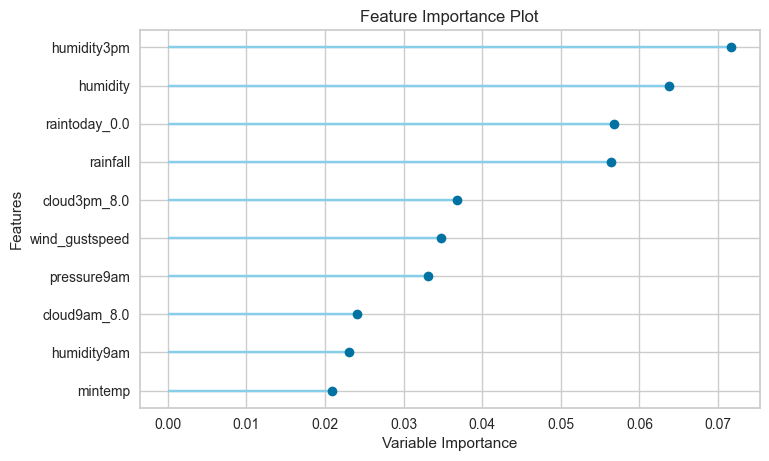 Feature Importance Plot
Features
humidity3pm
humidity
raintoday_0.0
rainfall
cloud3pm_8.0
wind_gustspeed
pressure9am
cloud9am_8.0
humidity9am
mintemp
0.00 0.01 0.02 0.03 0.04 0.05 0.06 0.07
Variable Importance